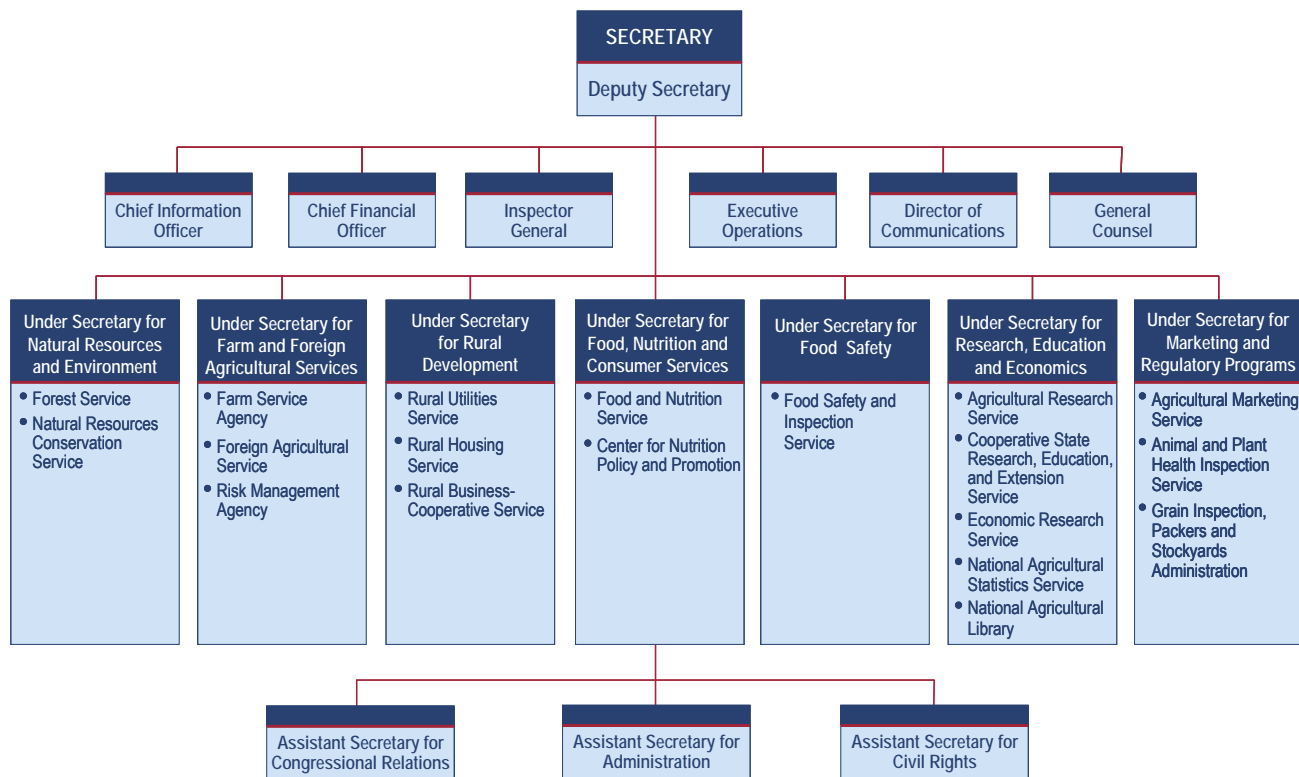 SECRETARY
Deputy Secretary
Chief Information
Officer
Chief Financial
Officer
Inspector
General
Executive
Operations
Director of
Communications
General
Counsel
Under Secretary for
Natural Resources
and Environment
• Forest Service
• Natural Resources
Conservation
Service
Under Secretary for
Farm and Foreign
Agricultural Services
• Farm Service
Agency
• Foreign Agricultural
Service
• Risk Management
Agency
Under Secretary
for Rural
Development
• Rural Utilities
Service
• Rural Housing
Service
• Rural Business-
Cooperative Service
Under Secretary for
Food, Nutrition and
Consumer Services
• Food and Nutrition
Service
• Center for Nutrition
Policy and Promotion
Under Secretary for
Food Safety
• Food Safety and
Inspection
Service
Under Secretary for
Research, Education
and Economics
• Agricultural Research
Service
• Cooperative State
Research, Education,
and Extension
Service
• Economic Research
Service
• National Agricultural
Statistics Service
• National Agricultural
Library
Under Secretary for
Marketing and
Regulatory Programs
• Agricultural Marketing
Service
• Animal and Plant
Health Inspection
Service
• Grain Inspection,
Packers and
Stockyards
Administration
Assistant Secretary for
Congressional Relations
Assistant Secretary for
Administration
Assistant Secretary for
Civil Rights